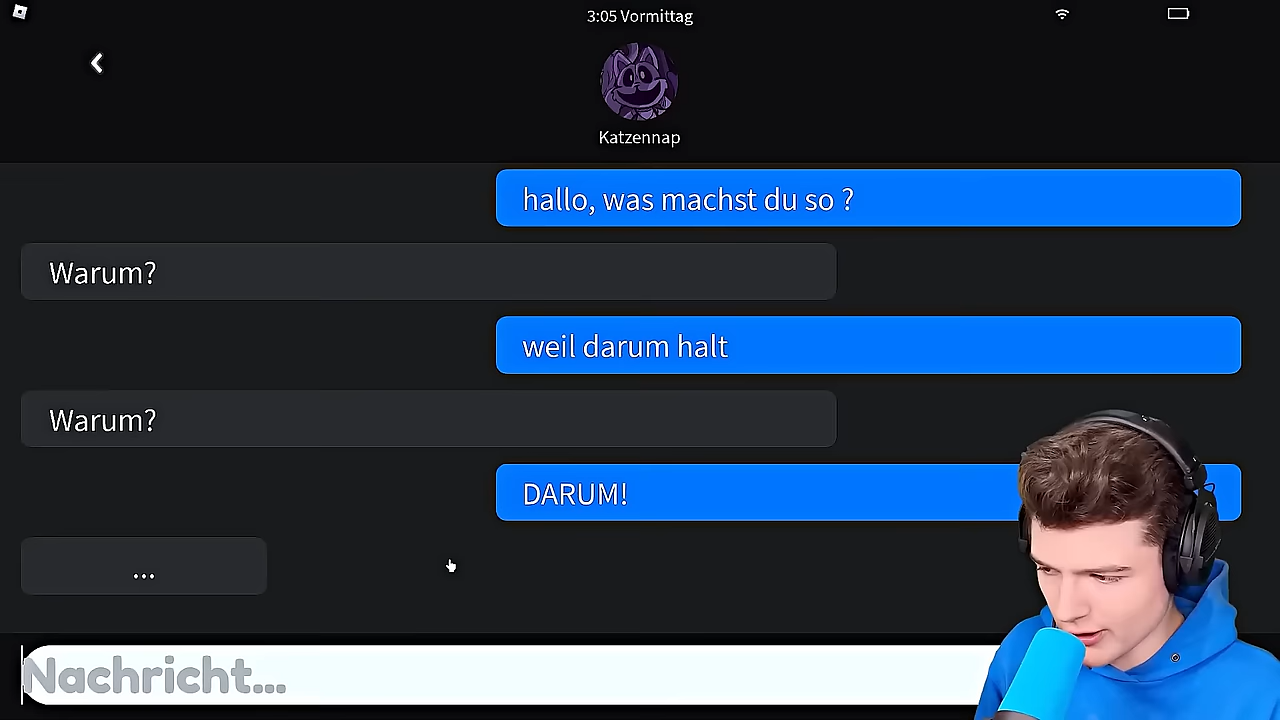 3:05 Vormittag
Katzennap
hallo, was machst du so ?
Warum?
weil darum halt
Warum?
DARUM!
...
Nachricht...